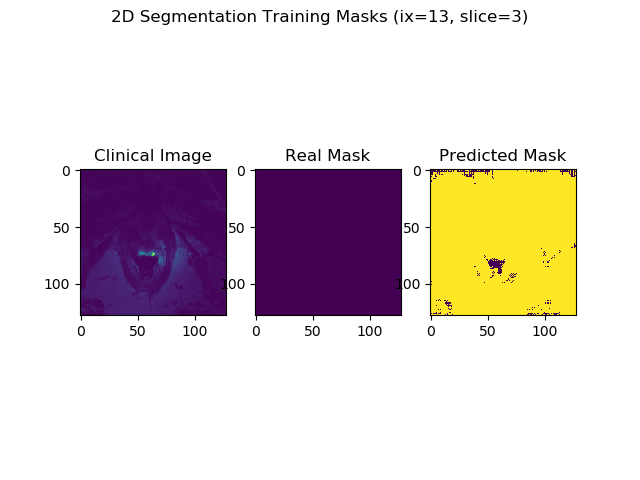 2D Segmentation Training Masks (ix=13, slice=3)
Clinical Image Real Mask Predicted Mask
0 0 0
50 50 50
100 100 100
0 50 100 0 50 100 0 50 100